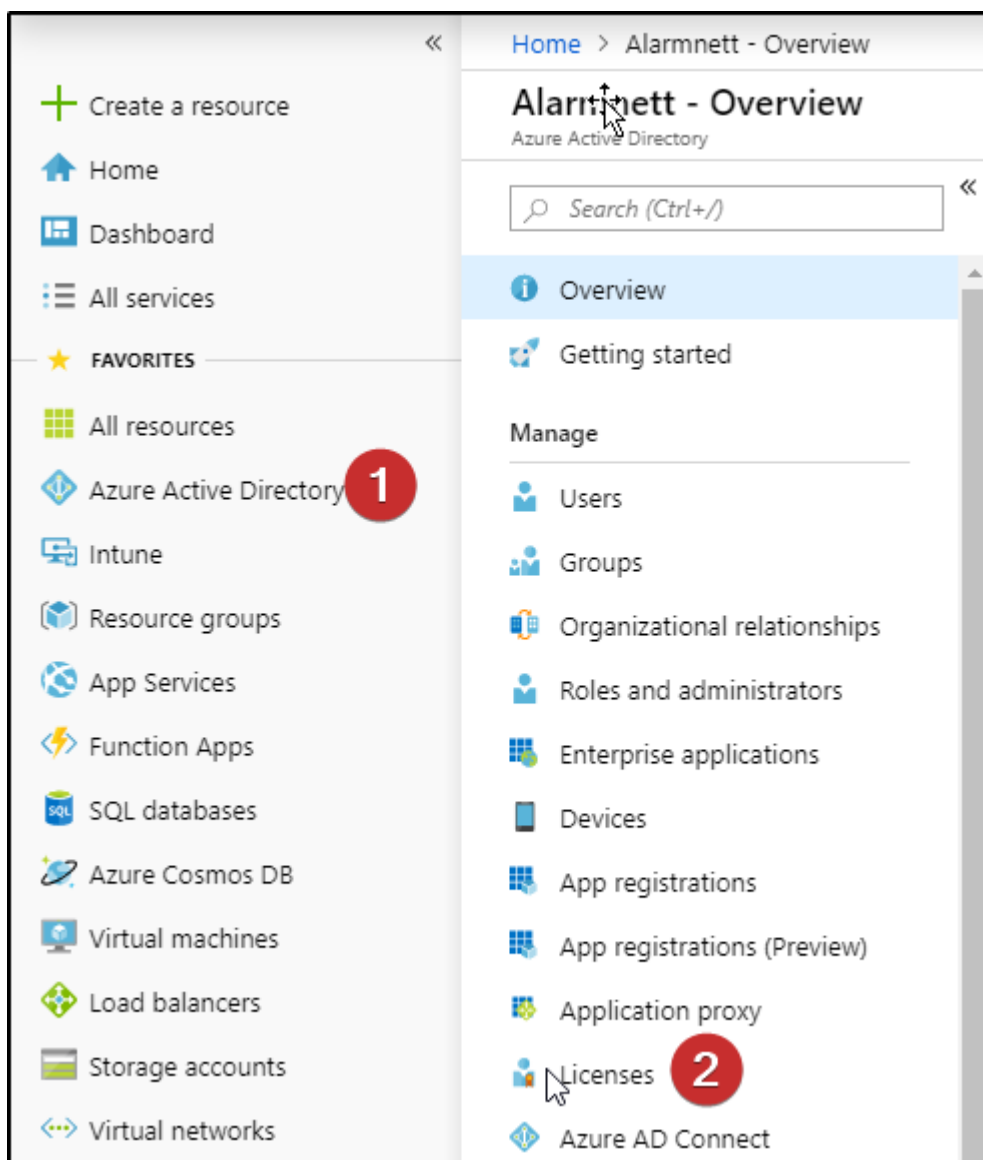 «
Create a resource
Home
Dashboard
All services
FAVORITES
All resources
Azure Active Directory 1
Intune
Resource groups
App Services
Function Apps
SQL databases
Azure Cosmos DB
Virtual machines
Load balancers
Storage accounts
Virtual networks
Home > Alarmnett - Overview
Alarmnett - Overview
Azure Active Directory
«
Search (Ctrl+/)
Overview
Getting started
Manage
Users
Groups
Organizational relationships
Roles and administrators
Enterprise applications
Devices
App registrations
App registrations (Preview)
Application proxy
Licenses 2
Azure AD Connect